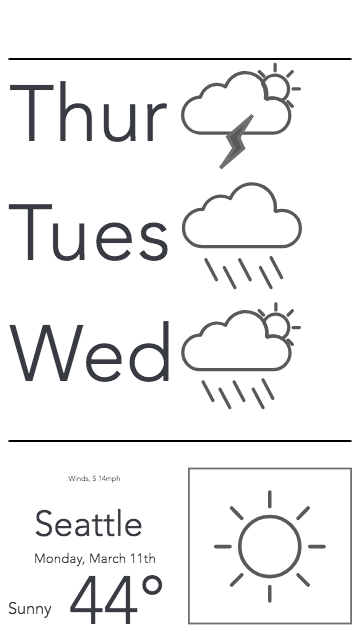 Thur
Tues
Wed
Winds, S 14mph
Seattle
Monday, March 11th
Sunny 44°